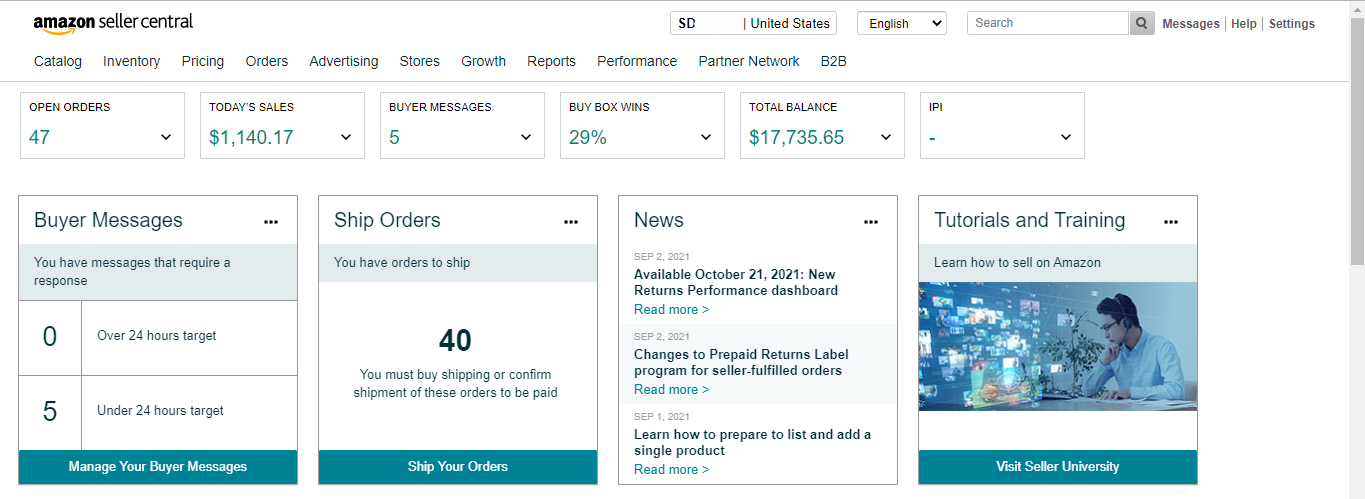 amazon seller central
SD | United States
English
Search
Messages | Help | Settings
Catalog Inventory Pricing Orders Advertising Stores Growth Reports Performance Partner Network B2B
OPEN ORDERS
47
TODAY'S SALES
$1,140.17
BUYER MESSAGES
5
BUY BOX WINS
29%
TOTAL BALANCE
$17,735.65
IPI
-
Buyer Messages
You have messages that require a
response
0 Over 24 hours target
5 Under 24 hours target
Manage Your Buyer Messages
Ship Orders
You have orders to ship
40
You must buy shipping or confirm
shipment of these orders to be paid
Ship Your Orders
News
SEP 2, 2021
Available October 21, 2021: New
Returns Performance dashboard
Read more >
SEP 2, 2021
Changes to Prepaid Returns Label
program for seller-fulfilled orders
Read more >
SEP 1, 2021
Learn how to prepare to list and add a
single product
Read more >
Tutorials and Training
Learn how to sell on Amazon
Visit Seller University